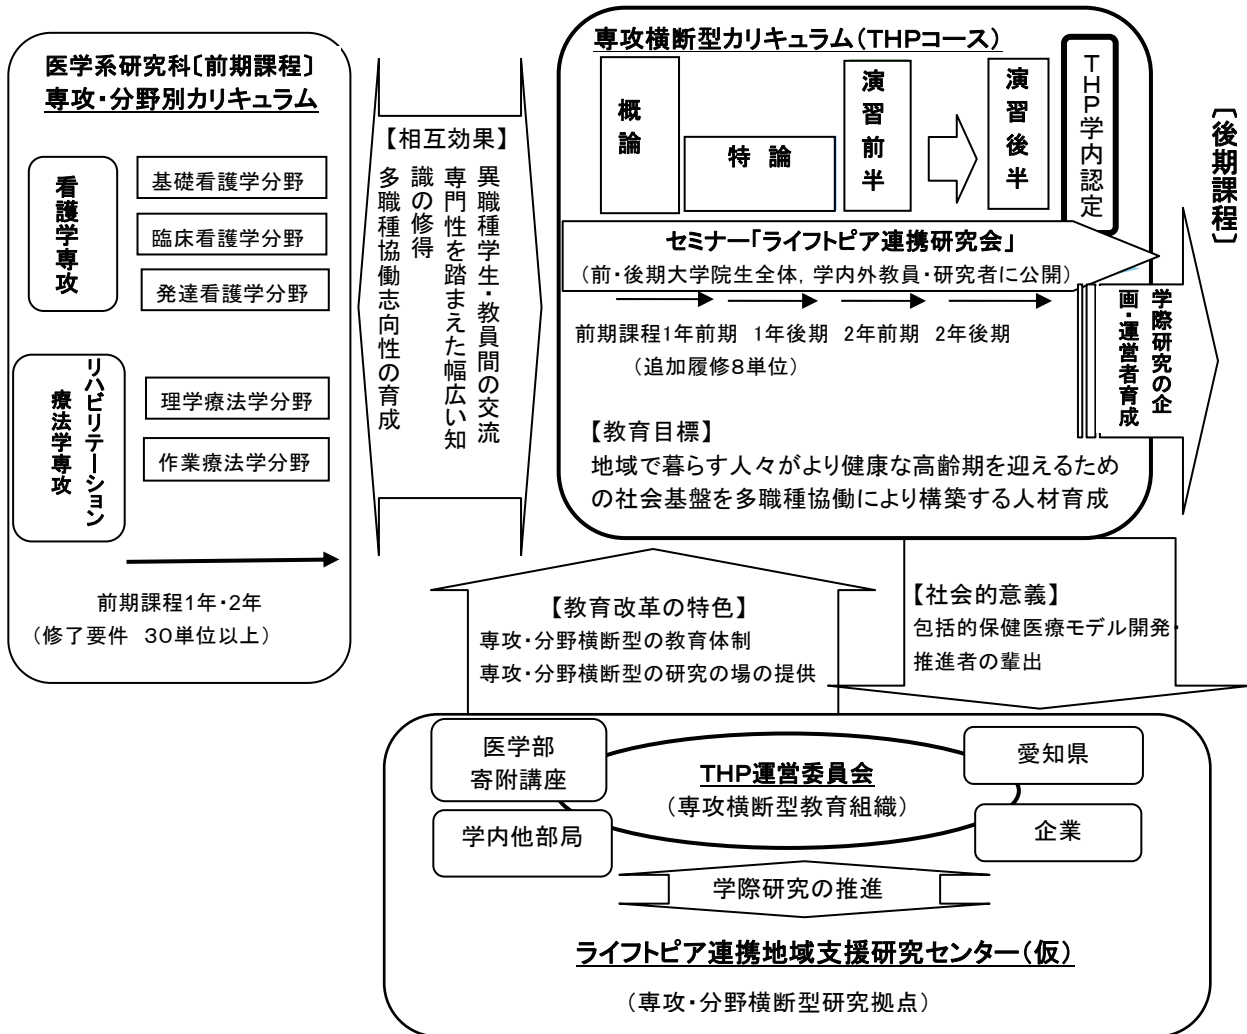 医学系研究科〔前期課程〕
専攻・分野別カリキュラム
看護学専攻
基礎看護学分野
臨床看護学分野
発達看護学分野
リハビリテーション
療法学専攻
理学療法学分野
作業療法学分野
前期課程1年・2年
（修了要件　30単位以上）
【相互効果】
異職種学生・教員間の交流
専門性を踏まえた幅広い知
識の修得
多職種協働志向性の育成
専攻横断型カリキュラム（THPコース）
概論
特　論
演習前半
演習後半
THP学内認定
セミナー「ライフトピア連携研究会」
（前・後期大学院生全体, 学内外教員・研究者に公開）
前期課程1年前期　1年後期　2年前期　2年後期
（追加履修8単位）
【教育目標】
地域で暮らす人々がより健康な高齢期を迎えるため
の社会基盤を多職種協働により構築する人材育成
学際研究の企
画・運営者育成
〔後期課程〕
【教育改革の特色】
専攻・分野横断型の教育体制
専攻・分野横断型の研究の場の提供
【社会的意義】
包括的保健医療モデル開発・
推進者の輩出
医学部
寄附講座
学内他部局
THP運営委員会
（専攻横断型教育組織）
愛知県
企業
学際研究の推進
ライフトピア連携地域支援研究センター（仮）
（専攻・分野横断型研究拠点）